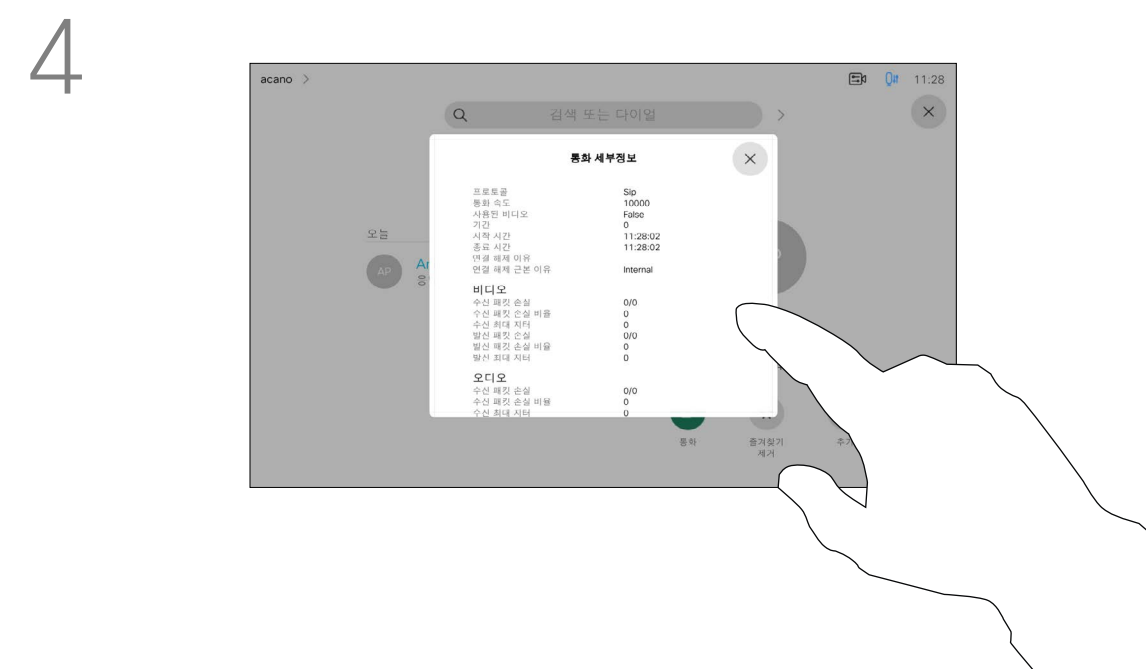 4
acano >
11:28
검색 또는 다이얼
통화 세부정보
프로토콜 Sip
통화 속도 10000
사용된 비디오 False
기간 0
시작 시간 11:28:02
종료 시간 11:28:02
연결 해제 이유
연결 해제 근본 이유 Internal
오늘
AP
비디오
수신 패킷 손실 0/0
수신 패킷 손실 비율 0
수신 최대 지터 0
발신 패킷 손실 0/0
발신 패킷 손실 비율 0
발신 최대 지터 0
오디오
수신 패킷 손실 0/0
수신 패킷 손실 비율 0
수신 최대 지터 0
통화
즐겨찾기
제거